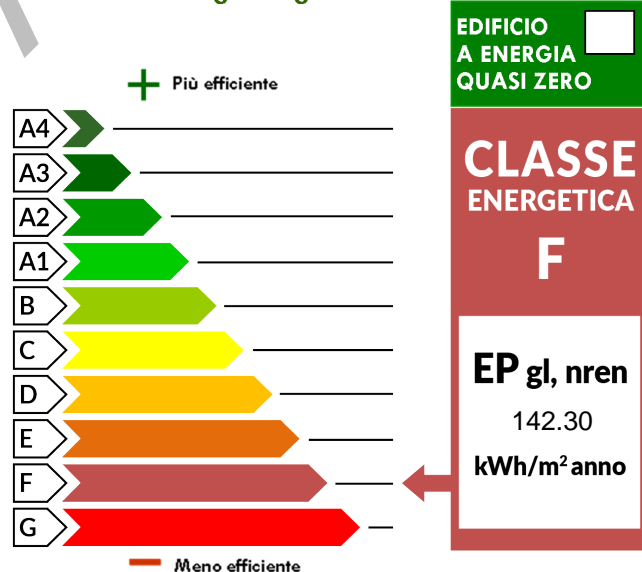 Più efficiente
A4
A3
A2
A1
B
C
D
E
F
G
Meno efficiente
EDIFICIO
A ENERGIA
QUASI ZERO
CLASSE
ENERGETICA
F
EP gl, nren
142.30
kWh/m² anno